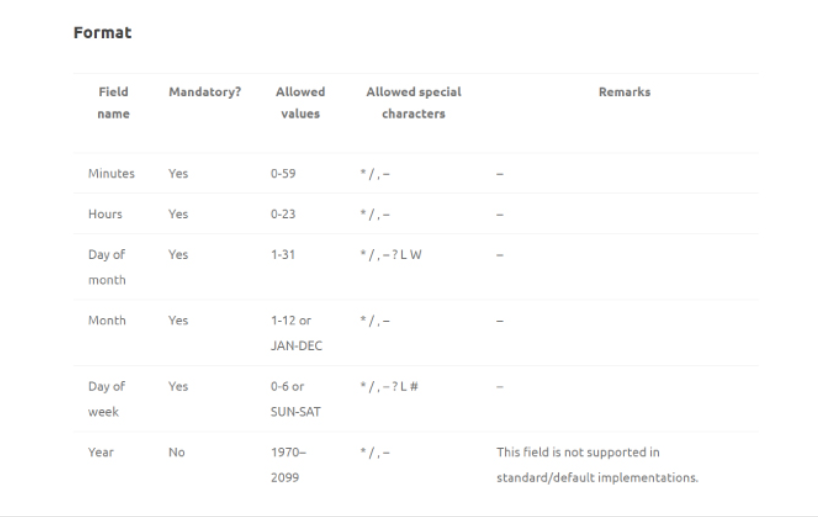 Format
Field name Mandatory? Allowed values Allowed special characters Remarks
Minutes Yes 0-59 * / , – –
Hours Yes 0-23 * / , – –
Day of month Yes 1-31 * / , – ? L W –
Month Yes 1-12 or JAN-DEC * / , – –
Day of week Yes 0-6 or SUN-SAT * / , – ? L # –
Year No 1970–2099 * / , – This field is not supported in standard/default implementations.